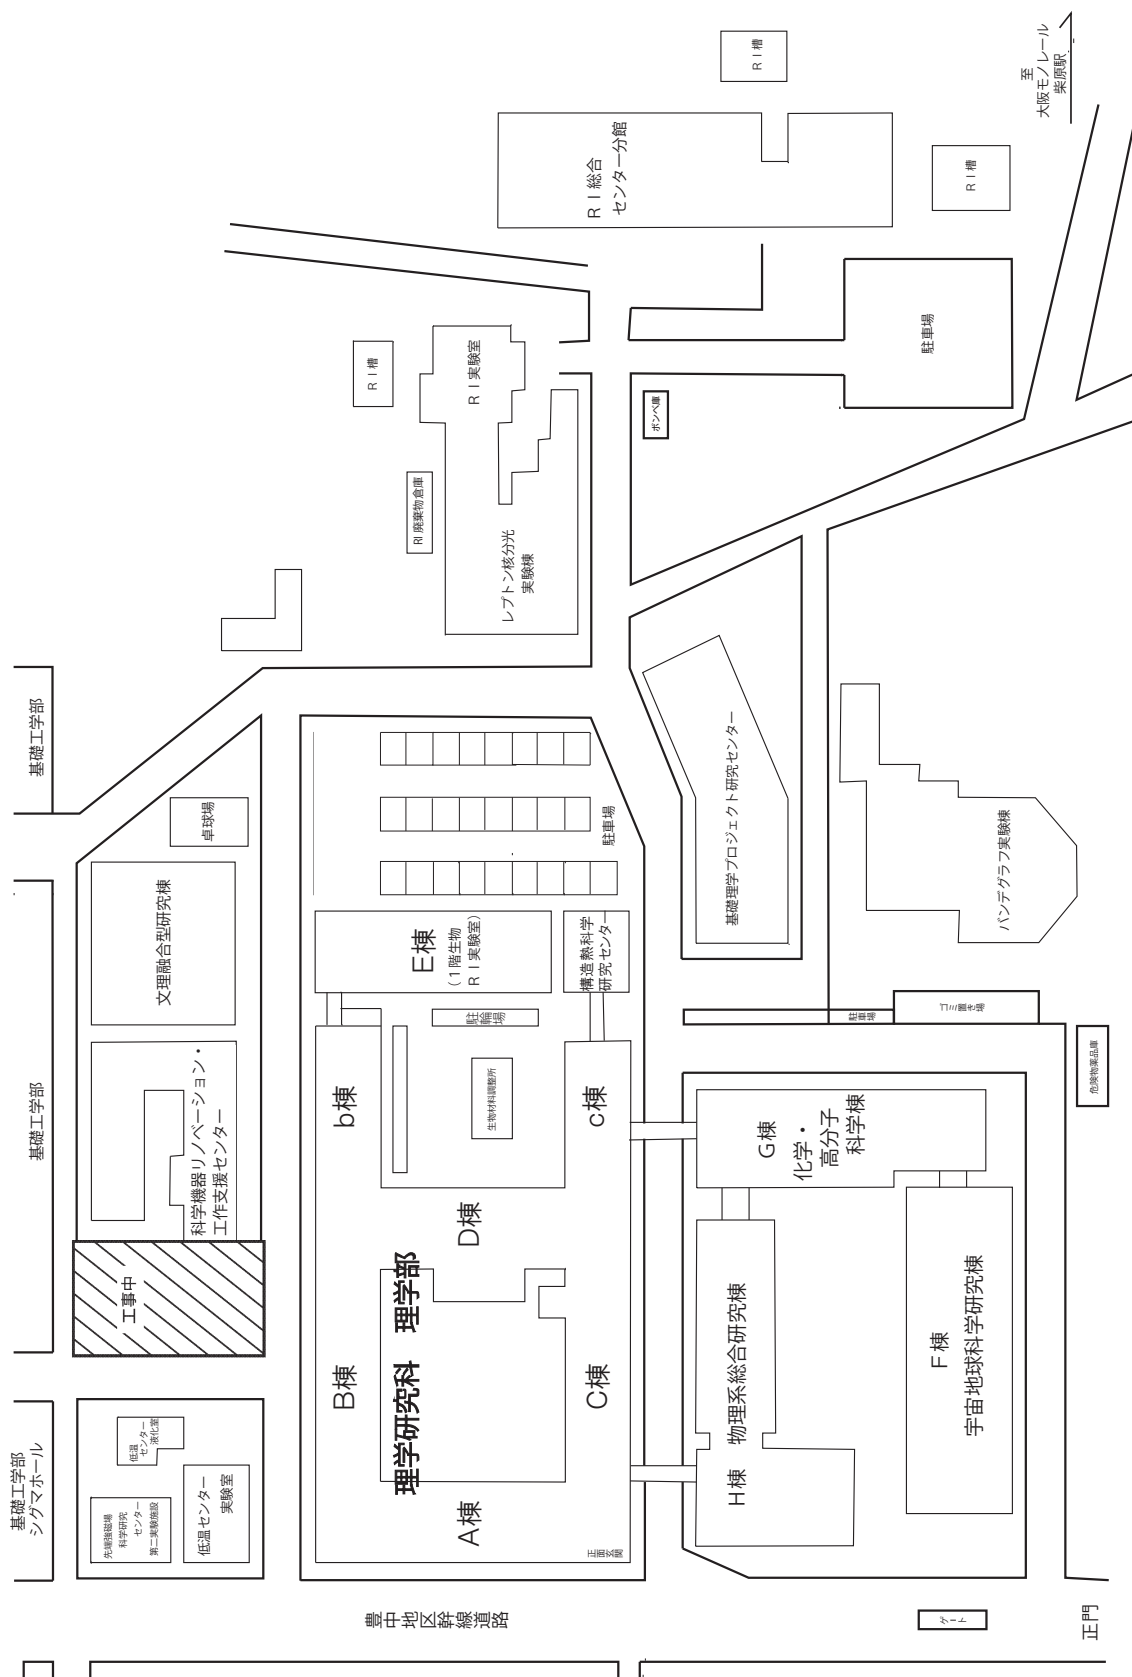 基礎工学部
シグマホール
基礎工学部
基礎工学部
先端強磁場
科学研究
センター
第二実験施設
低温
センター
液化室
低温センター
実験室
工事中
科学機器リノベーション・
工作支援センター
文理融合型研究棟
卓球場
豊中地区幹線道路
A棟
正面玄関
B棟
C棟
理学研究科 理学部
D棟
b棟
c棟
生物材料調整所
駐輪場
E棟
(1階生物
RI実験室)
構造熱科学
研究センター
駐車場
H棟 物理系総合研究棟
F棟
宇宙地球科学研究棟
G棟
化学・
高分子
科学棟
ゲート
正門
駐車場
ゴミ置き場
危険物薬品庫
基礎理学プロジェクト研究センター
バンデグラフ実験棟
レプトン核分光
実験棟
RI廃棄物倉庫
RI実験室
RI槽
ボンベ庫
駐車場
RI総合
センター分館
RI槽
RI槽
至
大阪モノレール
柴原駅